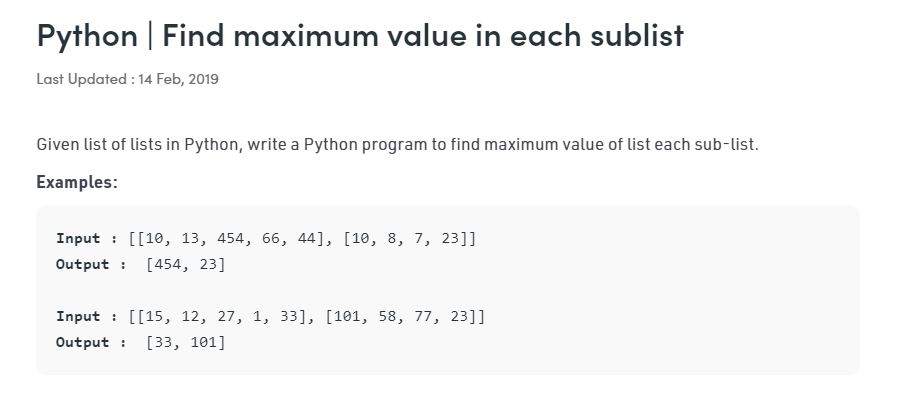 Python | Find maximum value in each sublist
Last Updated : 14 Feb, 2019
Given list of lists in Python, write a Python program to find maximum value of list each sub-list.
Examples:
Input : [[10, 13, 454, 66, 44], [10, 8, 7, 23]]
Output :  [454, 23]
Input : [[15, 12, 27, 1, 33], [101, 58, 77, 23]]
Output :  [33, 101]